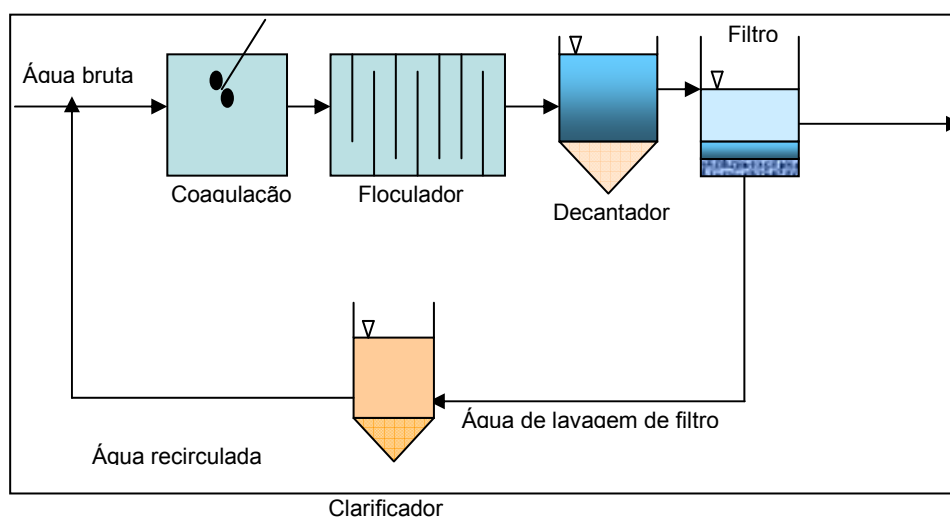 Filtro
Água bruta
Coagulação
Floculador
Decantador
Água de lavagem de filtro
Água recirculada
Clarificador